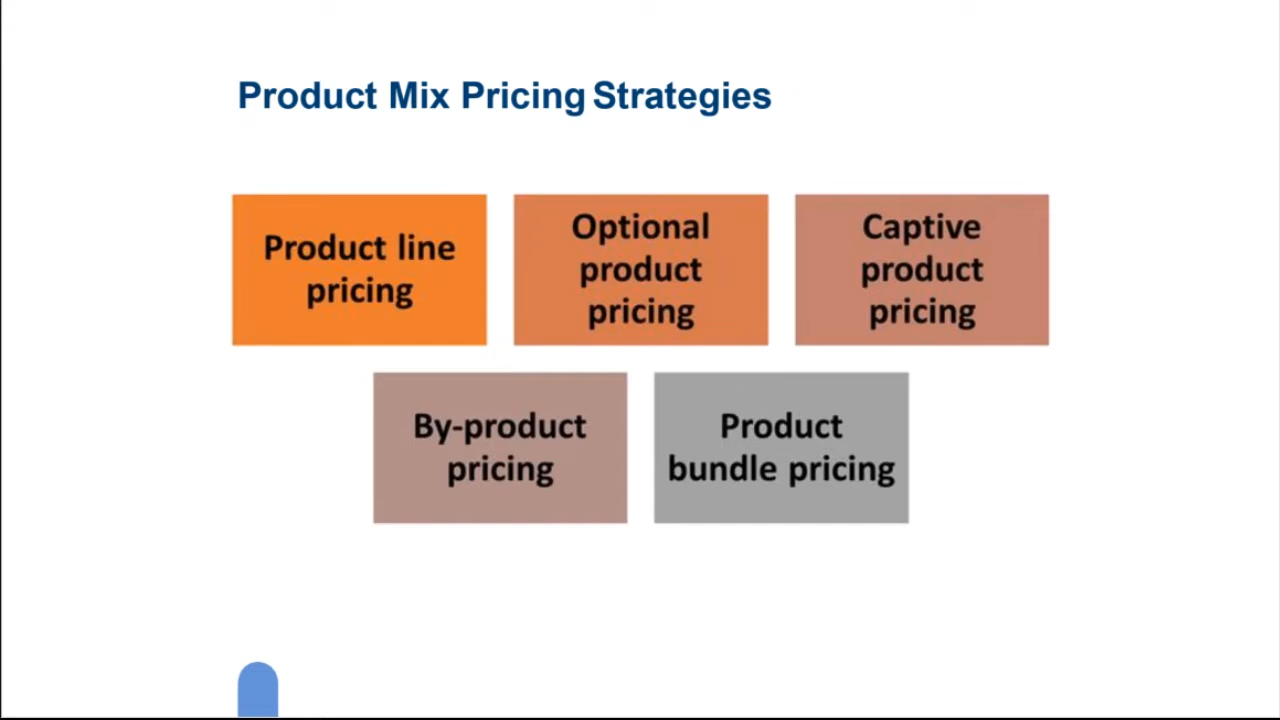 Product Mix Pricing Strategies
Product line
pricing
Optional
product
pricing
Captive
product
pricing
By-product
pricing
Product
bundle pricing